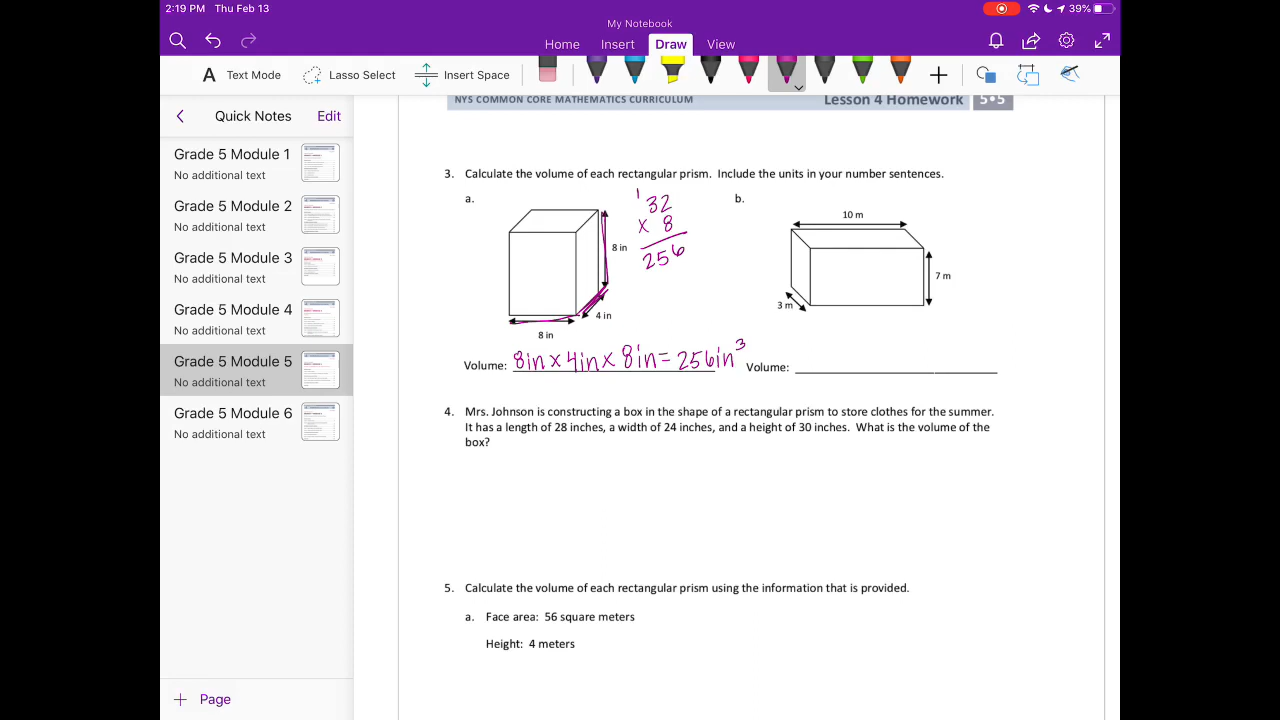 2:19 PM Thu Feb 13
39%
My Notebook
Home Insert Draw View
Text Mode Lasso Select Insert Space
Quick Notes Edit
Grade 5 Module 1
No additional text
Grade 5 Module 2
No additional text
Grade 5 Module 3
No additional text
Grade 5 Module 4
No additional text
Grade 5 Module 5
No additional text
Grade 5 Module 6
No additional text
Page
NYS COMMON CORE MATHEMATICS CURRICULUM Lesson 4 Homework 5•5
3. Calculate the volume of each rectangular prism. Include the units in your number sentences.
a.
8 in
4 in
8 in
1
32
x 8
256
Volume: 8in x 4in x 8in = 256in³
b.
10 m
7 m
3 m
Volume:
4. Mrs. Johnson is constructing a box in the shape of a rectangular prism to store clothes for the summer.
It has a length of 28 inches, a width of 24 inches, and a height of 30 inches. What is the volume of the
box?
5. Calculate the volume of each rectangular prism using the information that is provided.
a. Face area: 56 square meters
Height: 4 meters